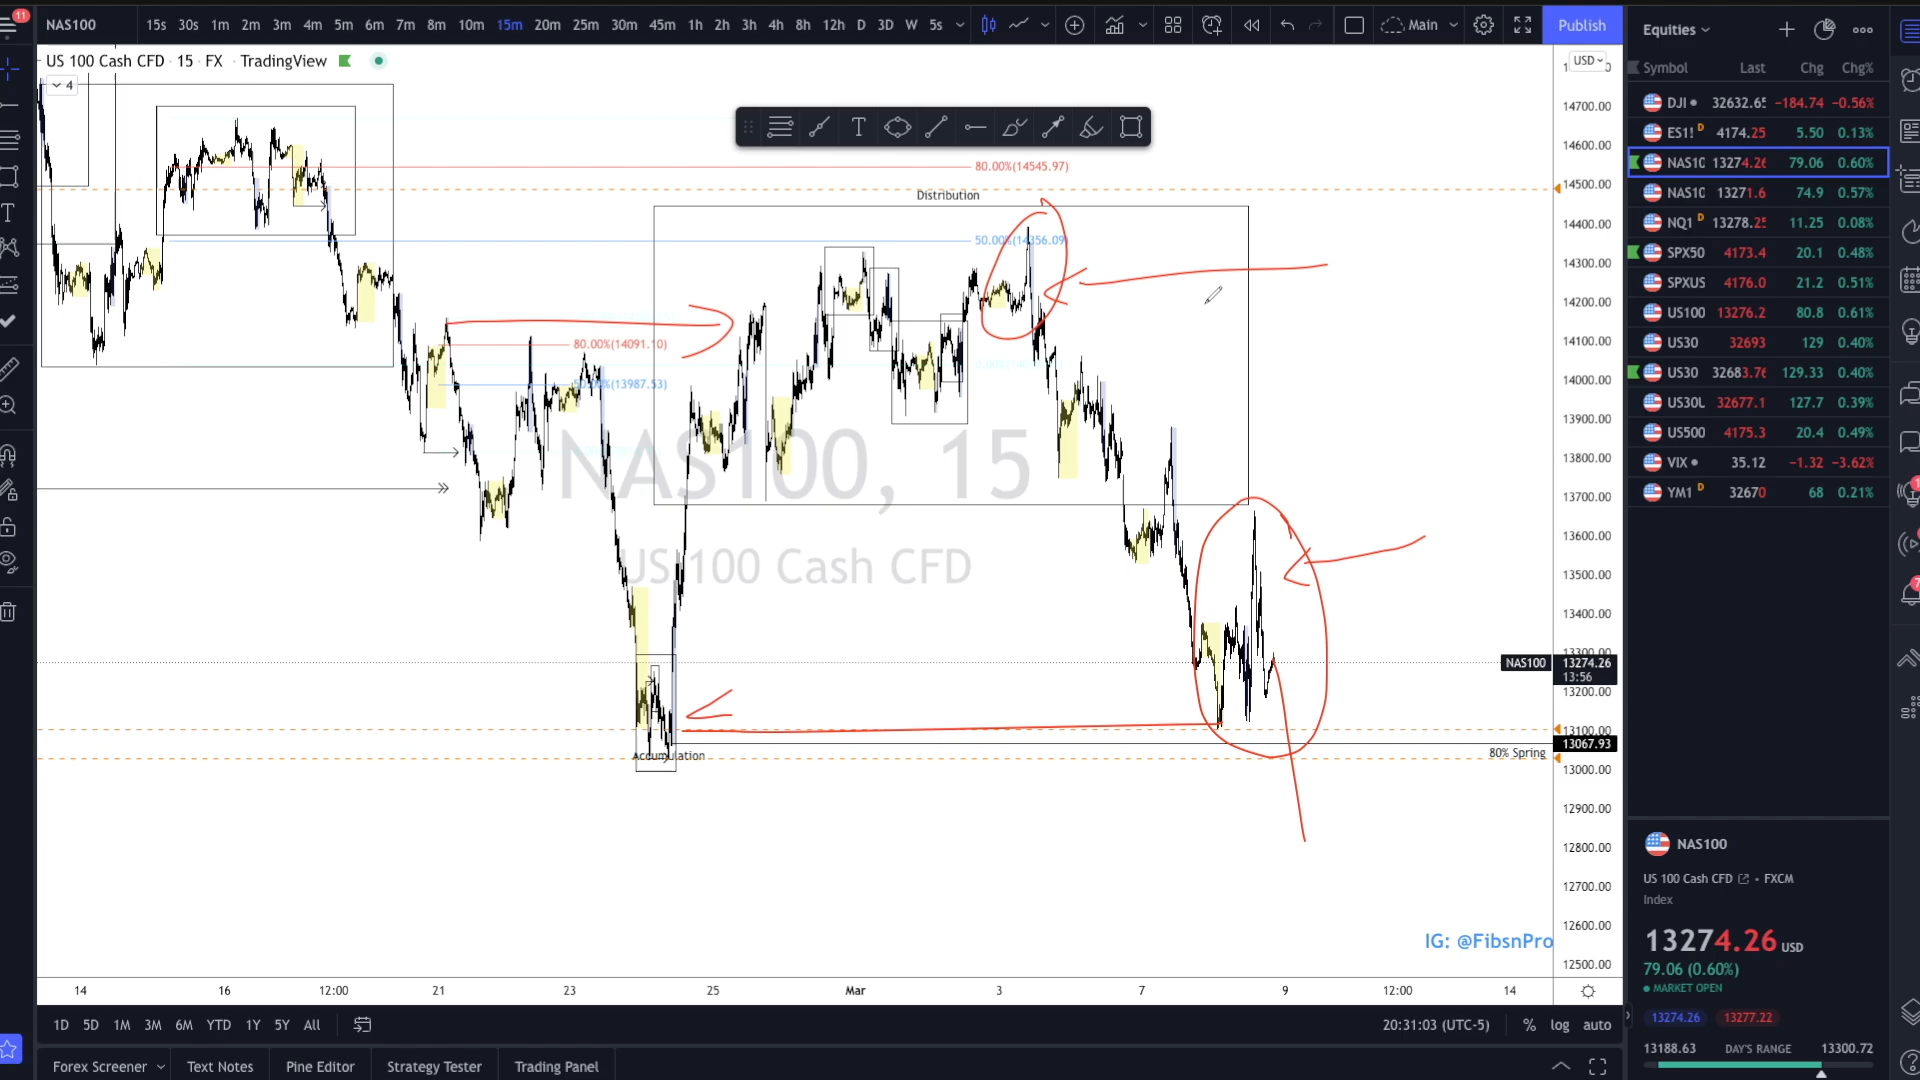 11
NAS100
15s 30s 1m 2m 3m 4m 5m 6m 7m 8m 10m 15m 20m 25m 30m 45m 1h 2h 3h 4h 8h 12h D 3D W 5s
Main
Publish
US 100 Cash CFD · 15 · FX · TradingView
4
USD
14700.00
14600.00
14500.00
14400.00
14300.00
14200.00
14100.00
14000.00
13900.00
13800.00
13700.00
13600.00
13500.00
13400.00
NAS100
13274.26
13:56
13200.00
13100.00
13067.93
13000.00
12900.00
12800.00
12700.00
12600.00
12500.00
80.00%(14545.97)
Distribution
50.00%(14356.09)
80.00%(14091.10)
50.00%(13987.53)
NAS100, 15
US 100 Cash CFD
Accumulation
80% Spring
IG: @FibsnPro
14 16 12:00 21 23 25 Mar 3 7 9 12:00 14
1D 5D 1M 3M 6M YTD 1Y 5Y All
20:31:03 (UTC-5) % log auto
Forex Screener Text Notes Pine Editor Strategy Tester Trading Panel
Equities
Symbol Last Chg Chg%
DJI 32632.65 −184.74 −0.56%
ES1! D 4174.25 5.50 0.13%
NAS10 13274.26 79.06 0.60%
NAS10 13271.6 74.9 0.57%
NQ1 D 13278.25 11.25 0.08%
SPX50 4173.4 20.1 0.48%
SPXUS 4176.0 21.2 0.51%
US100 13276.2 80.8 0.61%
US30 32693 129 0.40%
US30 32683.76 129.33 0.40%
US30U 32677.1 127.7 0.39%
US500 4175.3 20.4 0.49%
VIX 35.12 −1.32 −3.62%
YM1 D 32670 68 0.21%
NAS100
US 100 Cash CFD • FXCM
Index
13274.26 USD
79.06 (0.60%)
MARKET OPEN
13274.26 13277.22
13188.63 DAY'S RANGE 13300.72